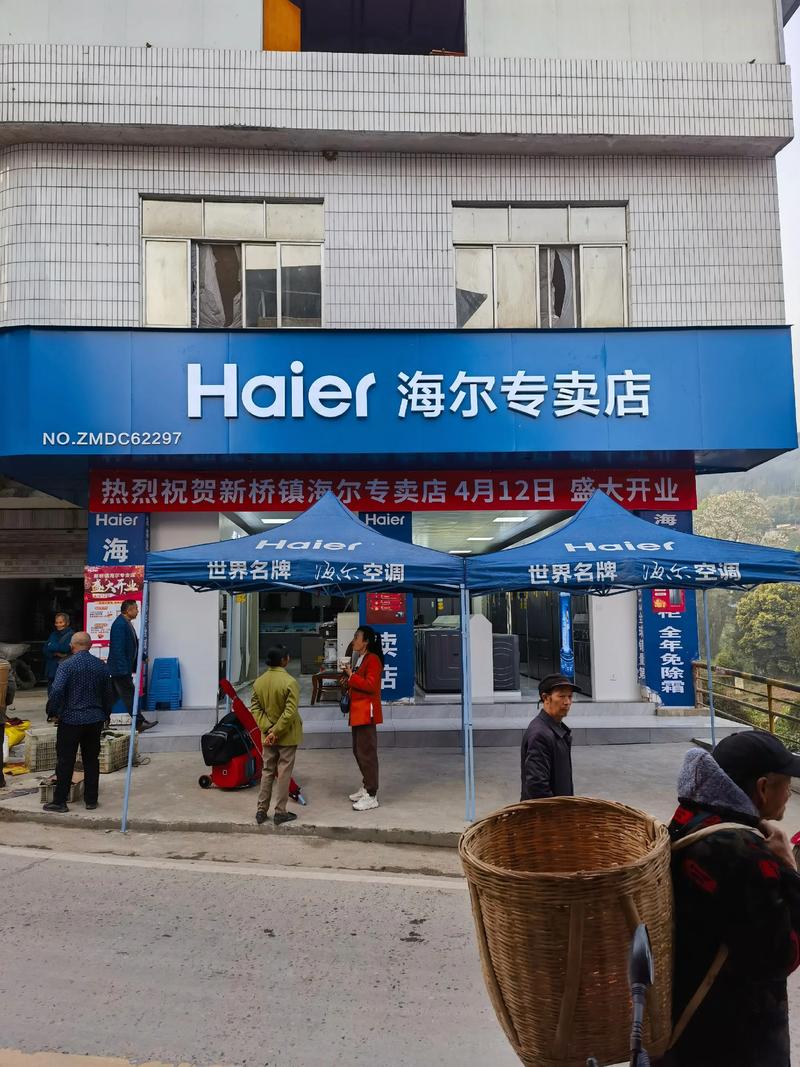 Haier 海尔专卖店
NO.ZMDC62297
热烈祝贺新桥镇海尔专卖店 4月12日 盛大开业
Haier
海
Haier
店
海
Haier
世界名牌 海尔 空调
Haier
世界名牌 海尔 空调
盛大开业
全年免除霜